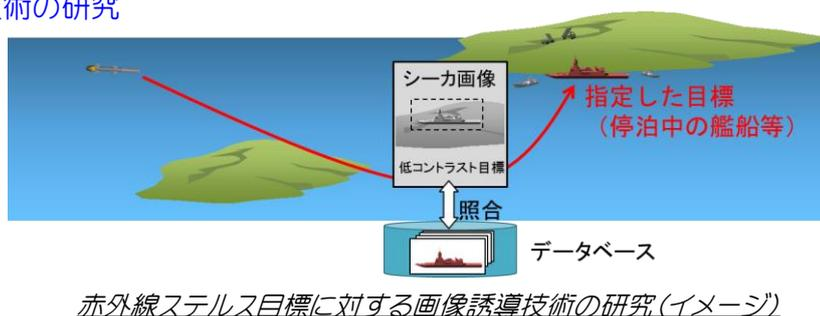 術の研究
シーカ画像
低コントラスト目標
指定した目標
（停泊中の艦船等）
照合
データベース
赤外線ステルス目標に対する画像誘導技術の研究（イメージ）